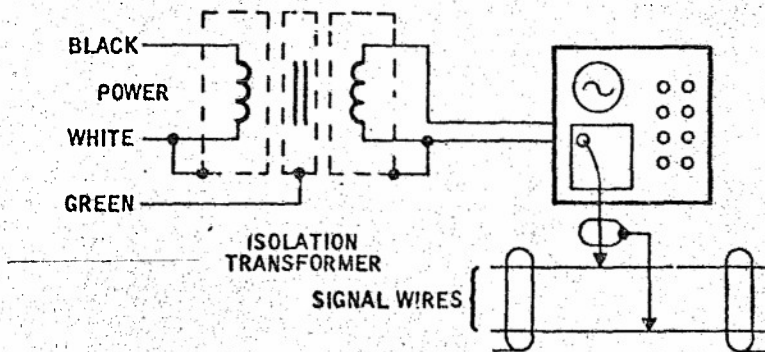 BLACK
POWER
WHITE
GREEN
ISOLATION
TRANSFORMER
SIGNAL WIRES